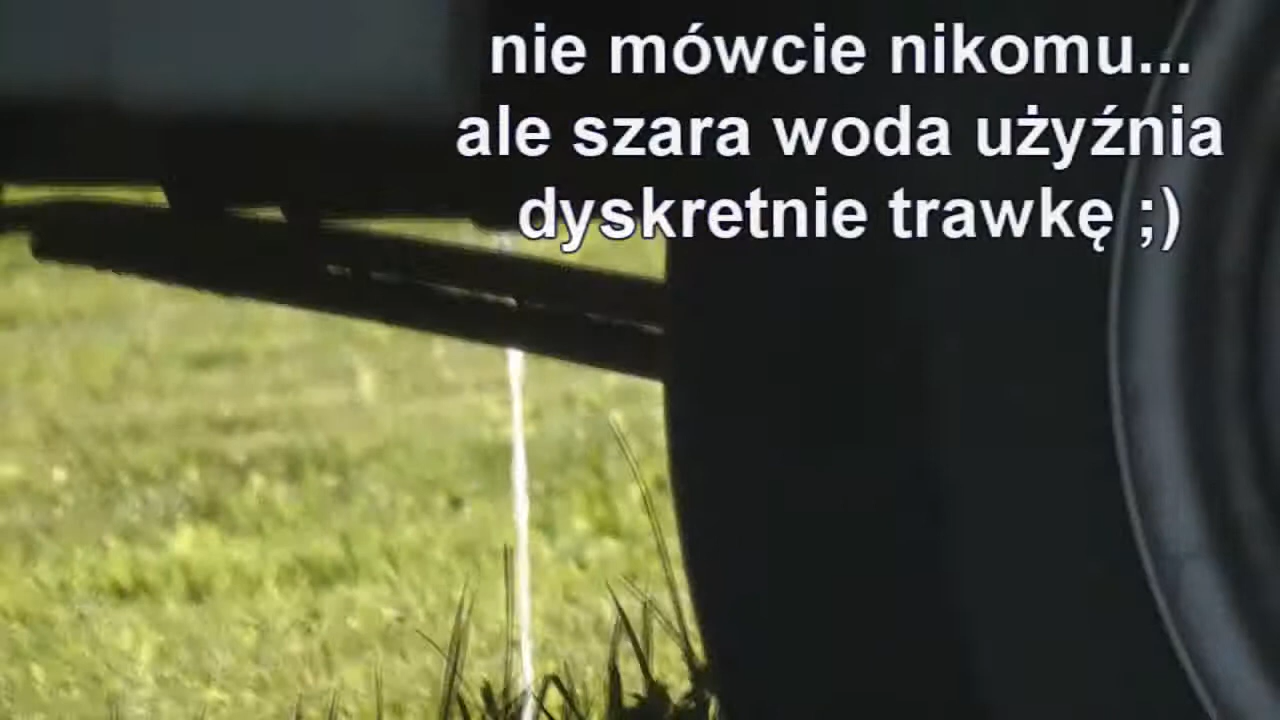 nie mówcie nikomu...
ale szara woda użyźnia
dyskretnie trawkę ;)